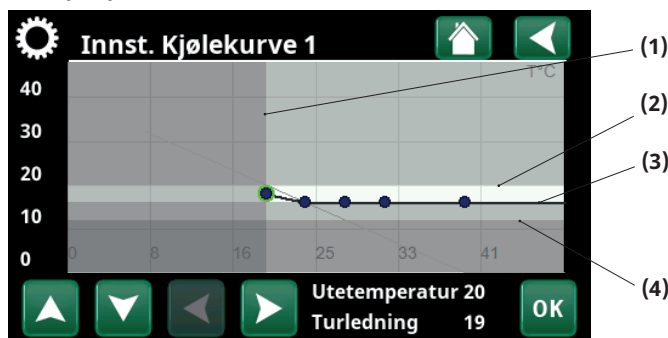 Innst. Kjølekurve 1
(1)
T°C
40
(2)
30
(3)
20
10
0 8 16 25 33 41
0
(4)
Utetemperatur 20
Turledning 19
OK